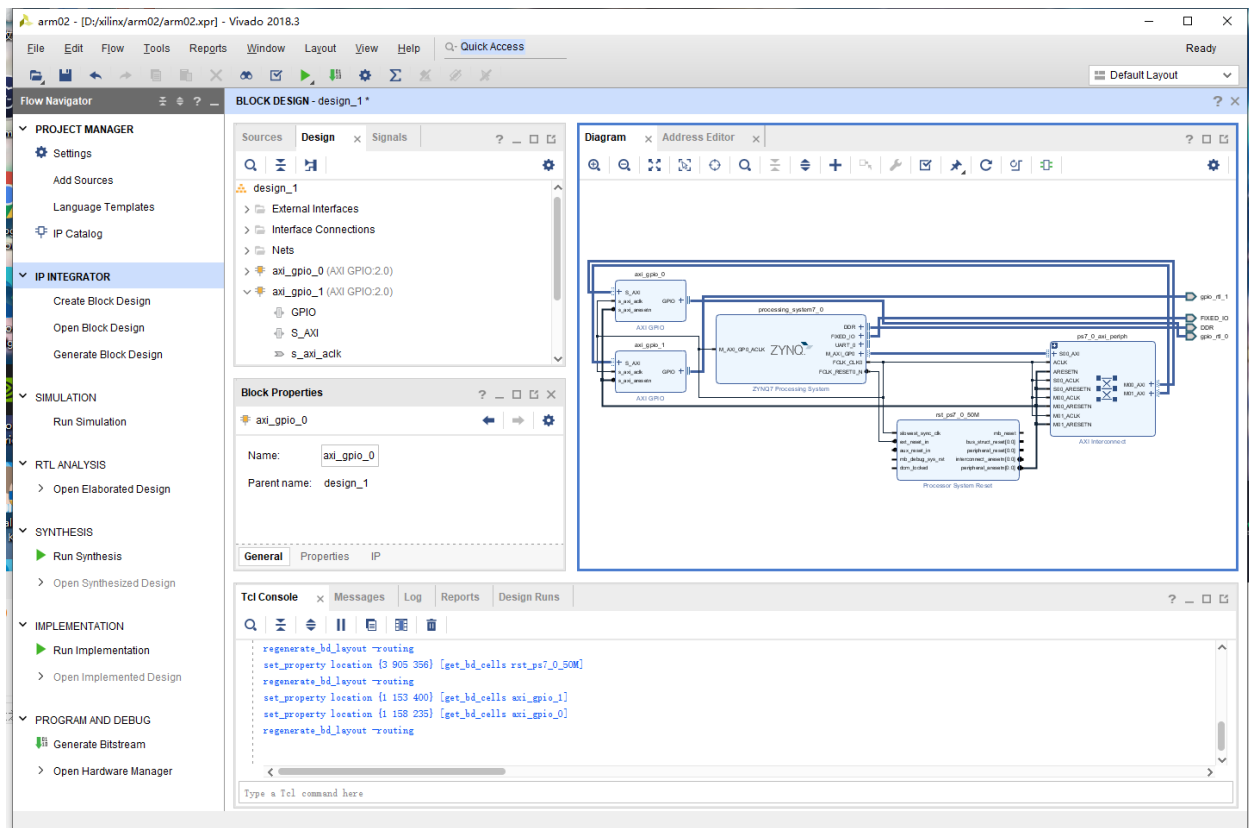 arm02 - [D:/xilinx/arm02/arm02.xpr] - Vivado 2018.3
File Edit Flow Tools Reports Window Layout View Help Quick Access Ready
Default Layout
Flow Navigator
BLOCK DESIGN - design_1 *
PROJECT MANAGER
Settings
Add Sources
Language Templates
IP Catalog
IP INTEGRATOR
Create Block Design
Open Block Design
Generate Block Design
SIMULATION
Run Simulation
RTL ANALYSIS
Open Elaborated Design
SYNTHESIS
Run Synthesis
Open Synthesized Design
IMPLEMENTATION
Run Implementation
Open Implemented Design
PROGRAM AND DEBUG
Generate Bitstream
Open Hardware Manager
Sources Design Signals
design_1
External Interfaces
Interface Connections
Nets
axi_gpio_0 (AXI GPIO:2.0)
axi_gpio_1 (AXI GPIO:2.0)
GPIO
S_AXI
s_axi_aclk
Block Properties
axi_gpio_0
Name: axi_gpio_0
Parent name: design_1
General Properties IP
Diagram Address Editor
axi_gpio_0
S_AXI
s_axi_aclk
s_axi_aresetn
GPIO
AXI GPIO
axi_gpio_1
S_AXI
s_axi_aclk
s_axi_aresetn
GPIO
AXI GPIO
processing_system7_0
M_AXI_GP0_ACLK
ZYNQ
DDR
FIXED_IO
UART_0
M_AXI_GP0
FCLK_CLK0
FCLK_RESET0_N
ZYNQ7 Processing System
rst_ps7_0_50M
slowest_sync_clk
ext_reset_in
aux_reset_in
mb_debug_sys_rst
dcm_locked
mb_reset
bus_struct_reset[0:0]
peripheral_reset[0:0]
interconnect_aresetn[0:0]
peripheral_aresetn[0:0]
Processor System Reset
ps7_0_axi_periph
S00_AXI
ACLK
ARESETN
S00_ACLK
S00_ARESETN
M00_ACLK
M00_ARESETN
M01_ACLK
M01_ARESETN
M00_AXI
M01_AXI
AXI Interconnect
gpio_rtl_1
FIXED_IO
DDR
gpio_rtl_0
Tcl Console Messages Log Reports Design Runs
regenerate_bd_layout -routing
set_property location {3 905 356} [get_bd_cells rst_ps7_0_50M]
regenerate_bd_layout -routing
set_property location {1 153 400} [get_bd_cells axi_gpio_1]
set_property location {1 158 235} [get_bd_cells axi_gpio_0]
regenerate_bd_layout -routing
Type a Tcl command here